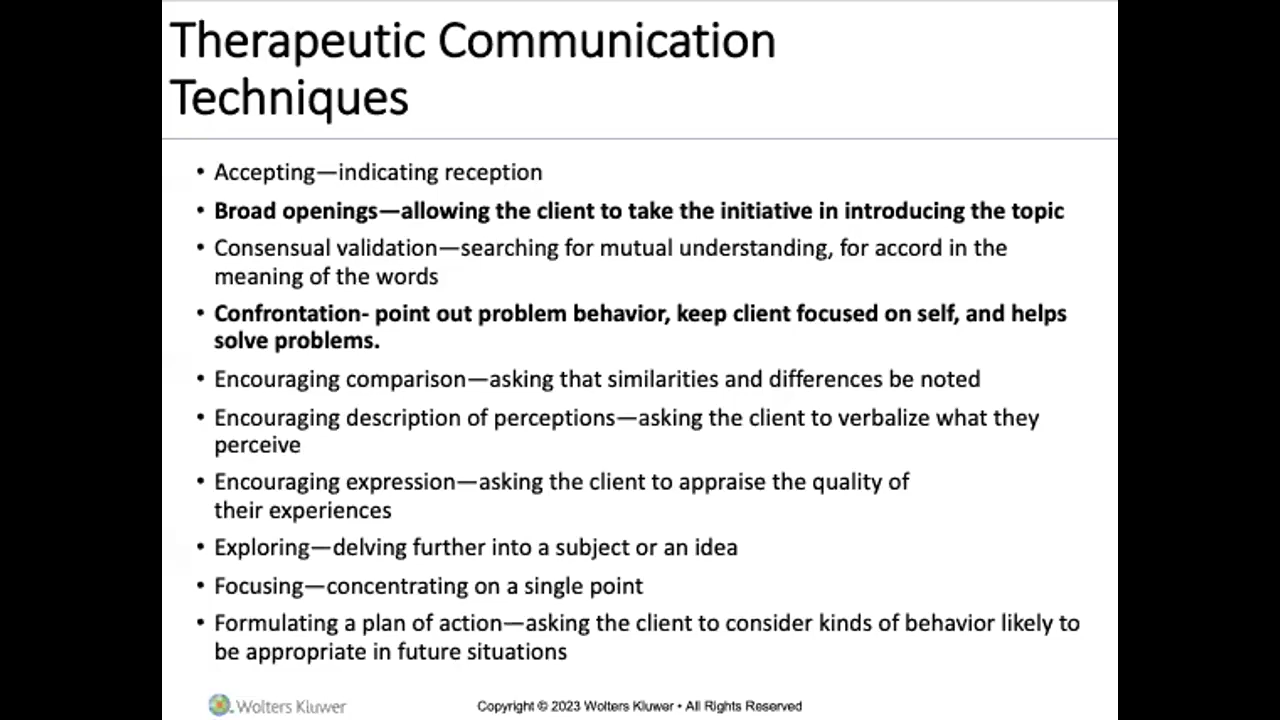 Therapeutic Communication
Techniques
• Accepting—indicating reception
• Broad openings—allowing the client to take the initiative in introducing the topic
• Consensual validation—searching for mutual understanding, for accord in the
meaning of the words
• Confrontation- point out problem behavior, keep client focused on self, and helps
solve problems.
• Encouraging comparison—asking that similarities and differences be noted
• Encouraging description of perceptions—asking the client to verbalize what they
perceive
• Encouraging expression—asking the client to appraise the quality of
their experiences
• Exploring—delving further into a subject or an idea
• Focusing—concentrating on a single point
• Formulating a plan of action—asking the client to consider kinds of behavior likely to
be appropriate in future situations
Wolters Kluwer
Copyright © 2023 Wolters Kluwer • All Rights Reserved